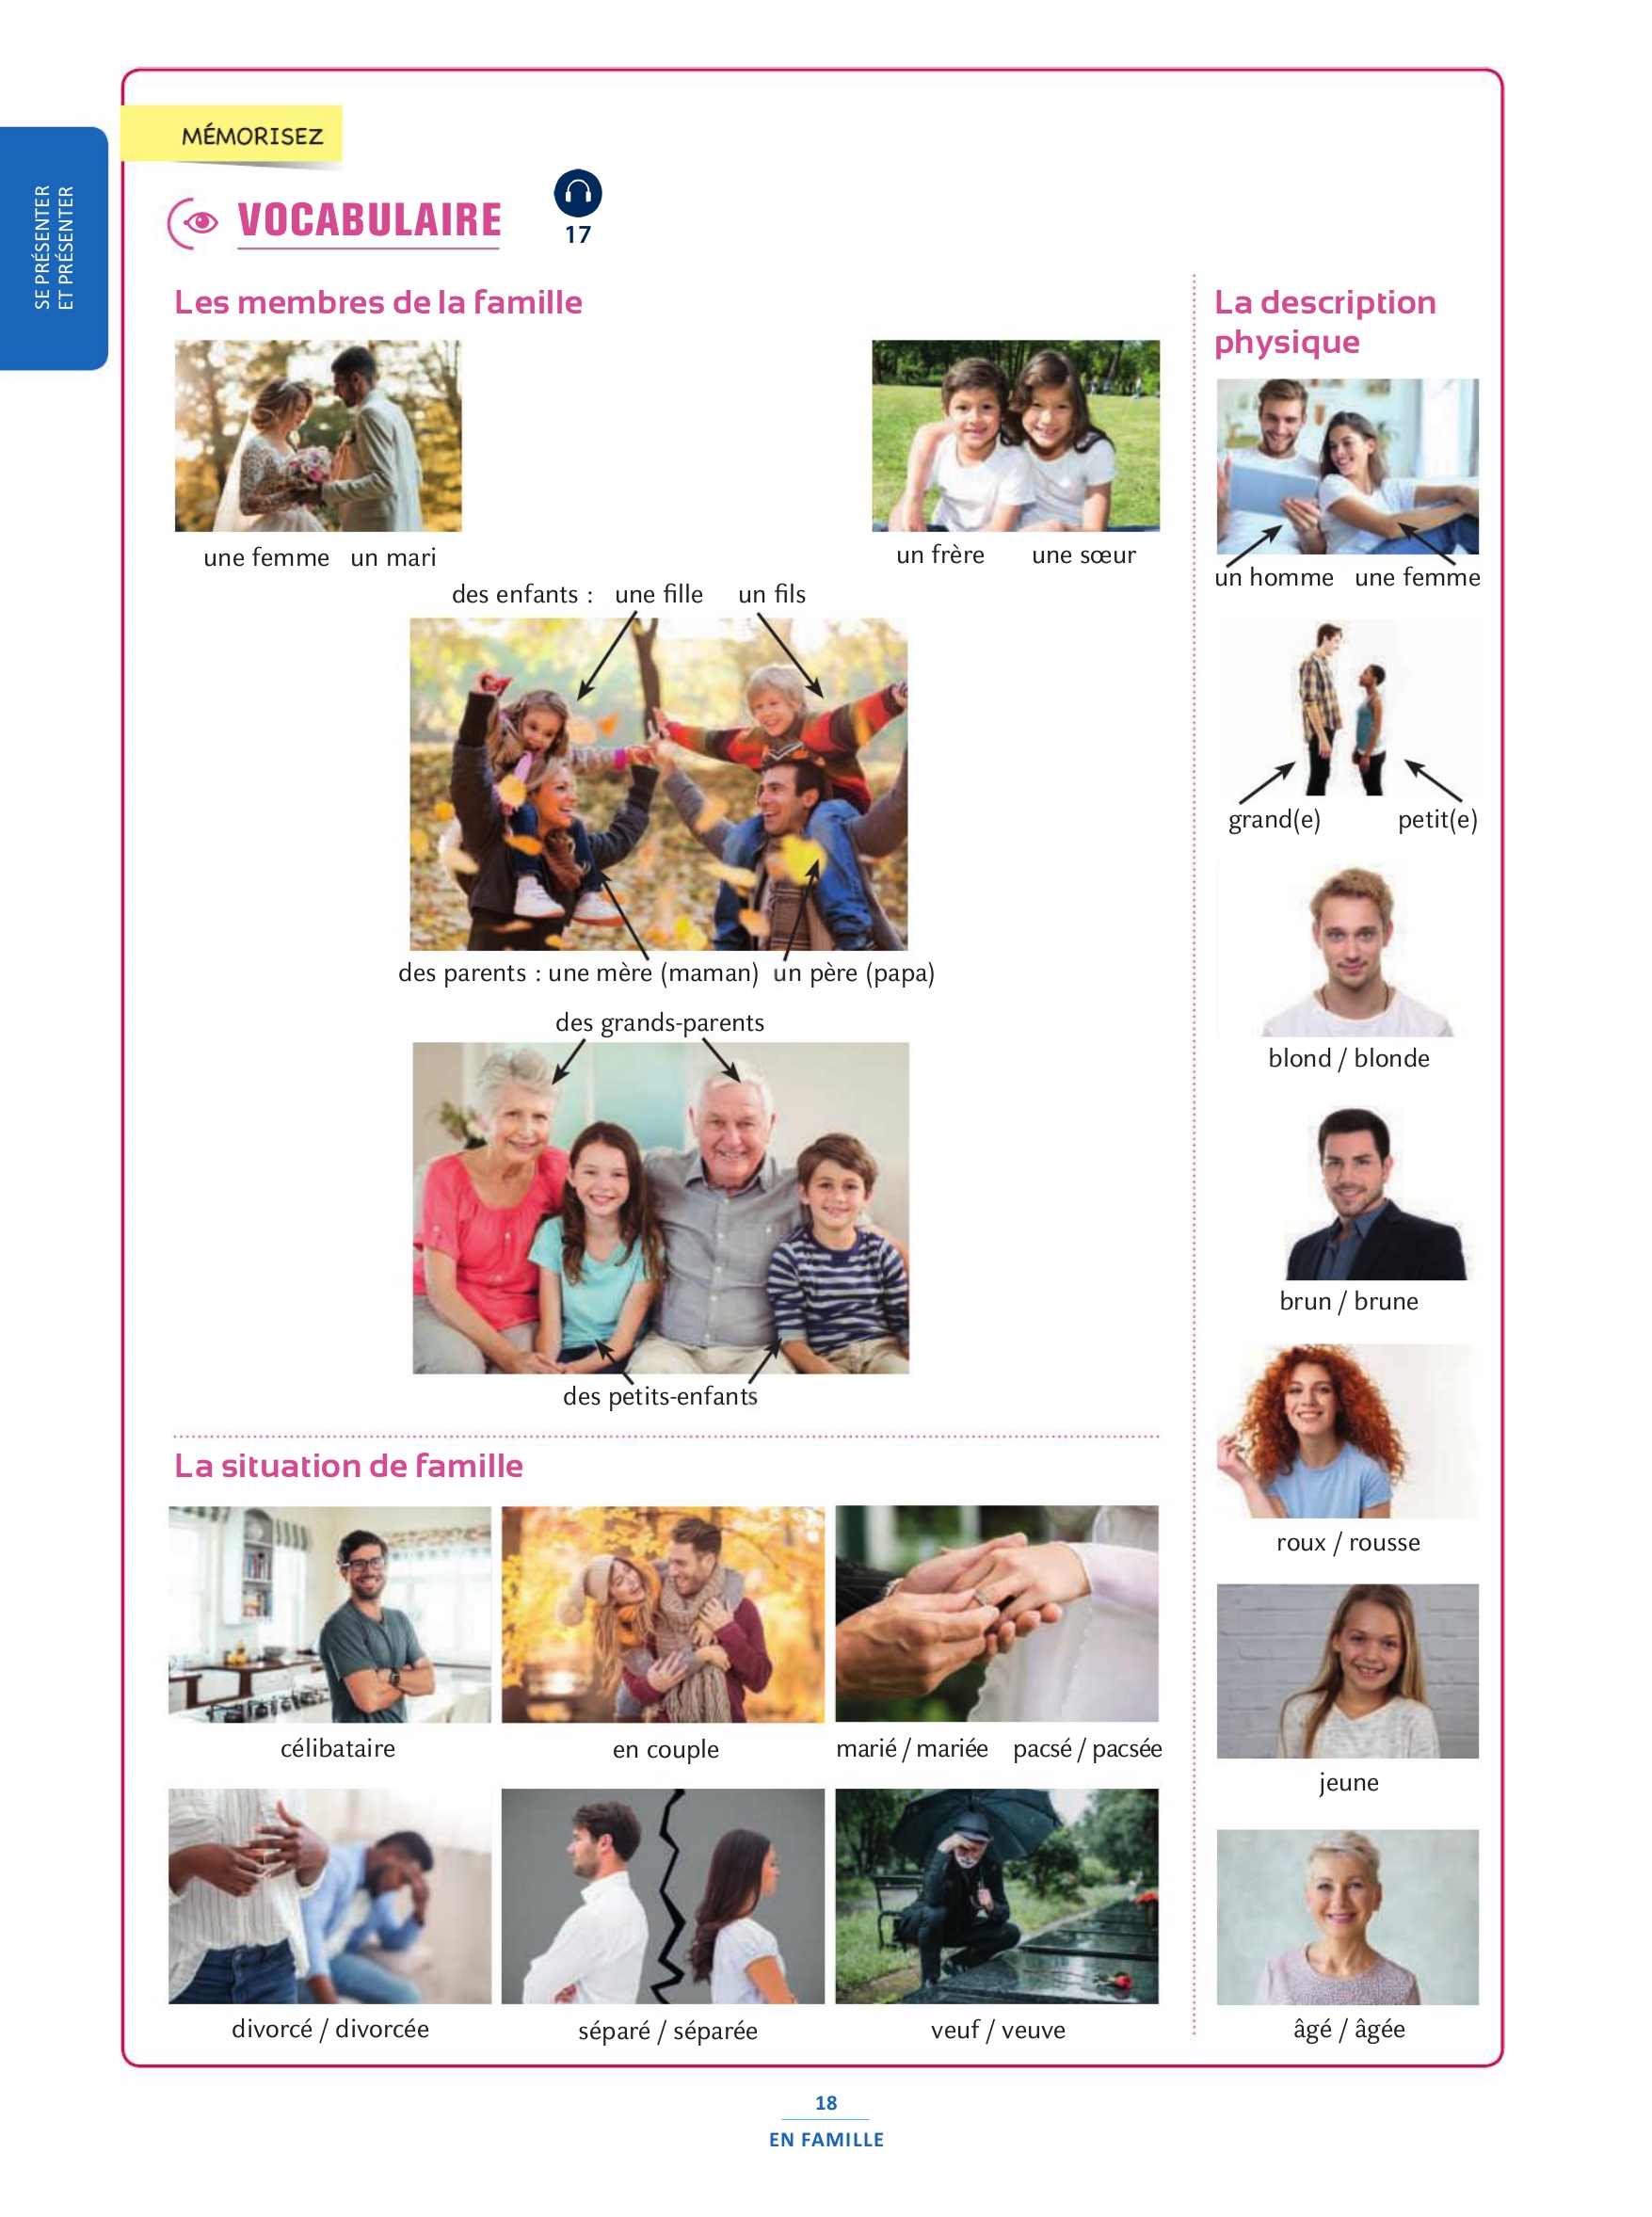 SE PRÉSENTER
ET PRÉSENTER
MÉMORISEZ
VOCABULAIRE
17
Les membres de la famille
une femme un mari
un frère une sœur
des enfants : une fille un fils
des parents : une mère (maman) un père (papa)
des grands-parents
des petits-enfants
La situation de famille
célibataire
en couple
marié / mariée pacsé / pacsée
divorcé / divorcée
séparé / séparée
veuf / veuve
La description
physique
un homme une femme
grand(e) petit(e)
blond / blonde
brun / brune
roux / rousse
jeune
âgé / âgée
18
EN FAMILLE